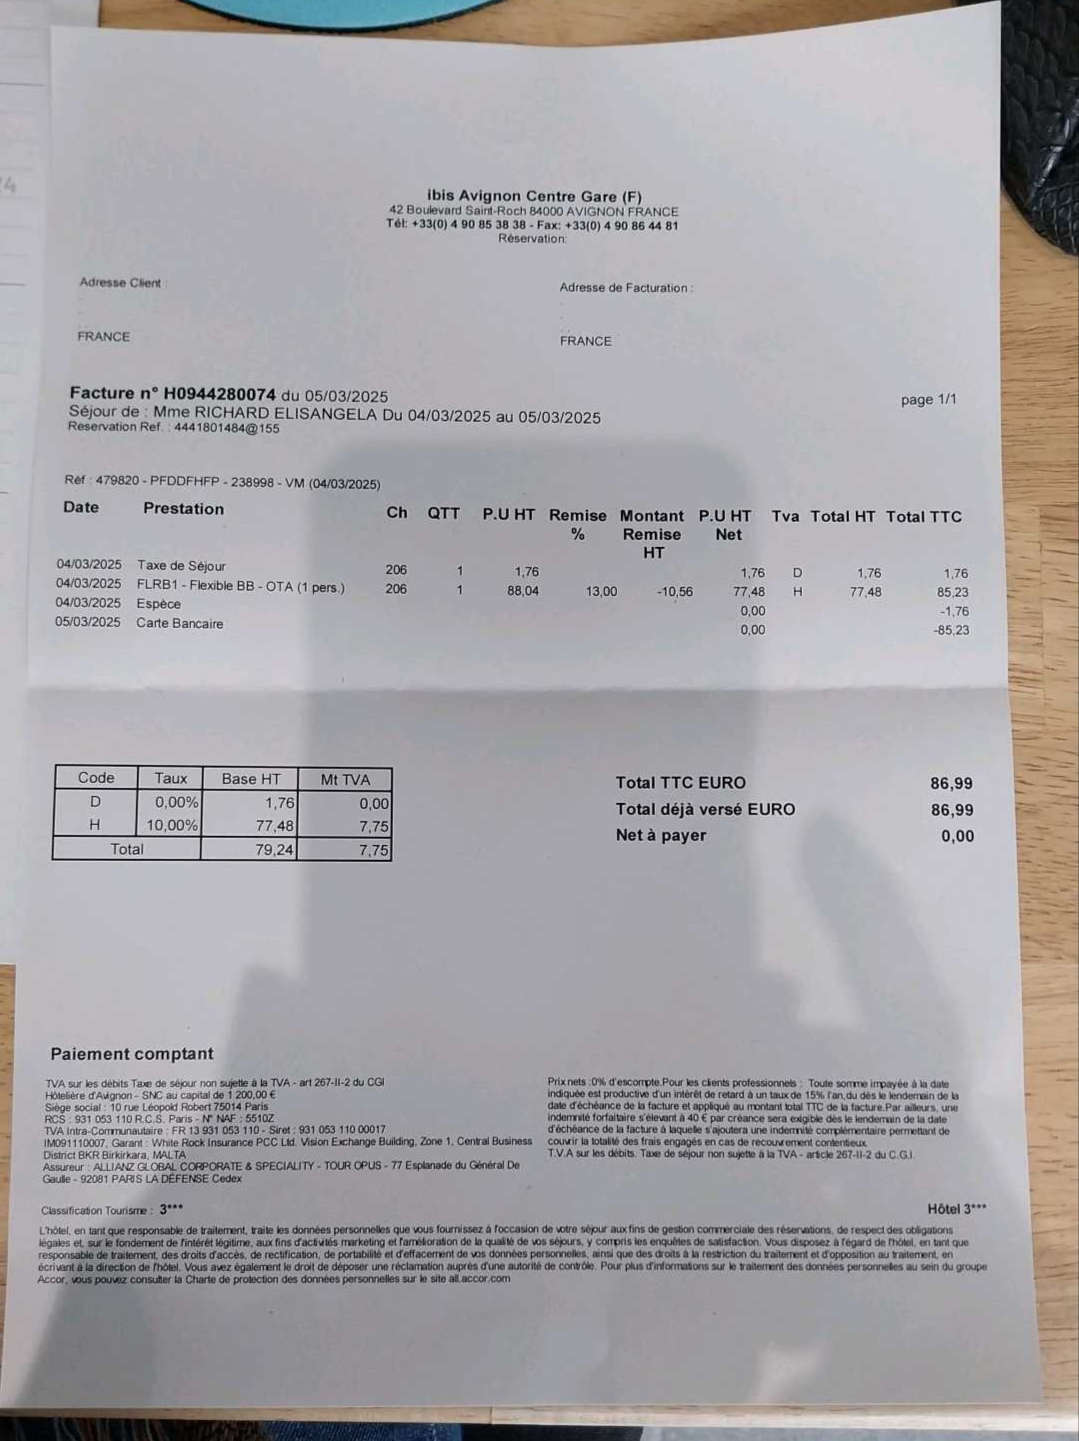 ibis Avignon Centre Gare (F)
42 Boulevard Saint-Roch 84000 AVIGNON FRANCE
Tél: +33(0) 4 90 85 38 38 - Fax: +33(0) 4 90 86 44 81
Réservation:
Adresse Client :
Adresse de Facturation :
FRANCE
FRANCE
Facture n° H0944280074 du 05/03/2025
page 1/1
Séjour de : Mme RICHARD ELISANGELA Du 04/03/2025 au 05/03/2025
Reservation Ref. : 4441801484@155
Réf : 479820 - PFDDFHFP - 238998 - VM (04/03/2025)
Date Prestation Ch QTT P.U HT Remise % Montant Remise HT P.U HT Net Tva Total HT Total TTC
04/03/2025 Taxe de Séjour 206 1 1,76 1,76 D 1,76 1,76
04/03/2025 FLRB1 - Flexible BB - OTA (1 pers.) 206 1 88,04 13,00 -10,56 77,48 H 77,48 85,23
04/03/2025 Espèce 0,00 -1,76
05/03/2025 Carte Bancaire 0,00 -85,23
Code Taux Base HT Mt TVA
D 0,00% 1,76 0,00
H 10,00% 77,48 7,75
Total 79,24 7,75
Total TTC EURO 86,99
Total déjà versé EURO 86,99
Net à payer 0,00
Paiement comptant
TVA sur les débits Taxe de séjour non sujette à la TVA - art 267-II-2 du CGI
Hôtelière d'Avignon - SNC au capital de 1 200,00 €
Siège social : 10 rue Léopold Robert 75014 Paris
RCS : 931 053 110 R.C.S. Paris - N° NAF : 5510Z
TVA Intra-Communautaire : FR 13 931 053 110 - Siret : 931 053 110 00017
IM091110007, Garant : White Rock Insurance PCC Ltd. Vision Exchange Building, Zone 1, Central Business
District BKR Birkirkara, MALTA
Assureur : ALLIANZ GLOBAL CORPORATE & SPECIALITY - TOUR OPUS - 77 Esplanade du Général De
Gaulle - 92081 PARIS LA DÉFENSE Cedex
Prix nets :0% d'escompte.Pour les clients professionnels : Toute somme impayée à la date
indiquée est productive d'un intérêt de retard à un taux de 15% l'an,du dès le lendemain de la
date d'échéance de la facture et appliqué au montant total TTC de la facture.Par ailleurs, une
indemnité forfaitaire s'élevant à 40 € par créance sera exigible dès le lendemain de la date
d'échéance de la facture à laquelle s'ajoutera une indemnité complémentaire permettant de
couvrir la totalité des frais engagés en cas de recouvrement contentieux.
T.V.A sur les débits. Taxe de séjour non sujette à la TVA - article 267-II-2 du C.G.I.
Classification Tourisme : 3***
Hôtel 3***
L'hôtel, en tant que responsable de traitement, traite les données personnelles que vous fournissez à l'occasion de votre séjour aux fins de gestion commerciale des réservations, de respect des obligations
légales et, sur le fondement de l'intérêt légitime, aux fins d'activités marketing et l'amélioration de la qualité de vos séjours, y compris les enquêtes de satisfaction. Vous disposez à l'égard de l'hôtel, en tant que
responsable de traitement, des droits d'accès, de rectification, de portabilité et d'effacement de vos données personnelles, ainsi que des droits à la restriction du traitement et d'opposition au traitement, en
écrivant à la direction de l'hôtel. Vous avez également le droit de déposer une réclamation auprès d'une autorité de contrôle. Pour plus d'informations sur le traitement des données personnelles au sein du groupe
Accor, vous pouvez consulter la Charte de protection des données personnelles sur le site all.accor.com